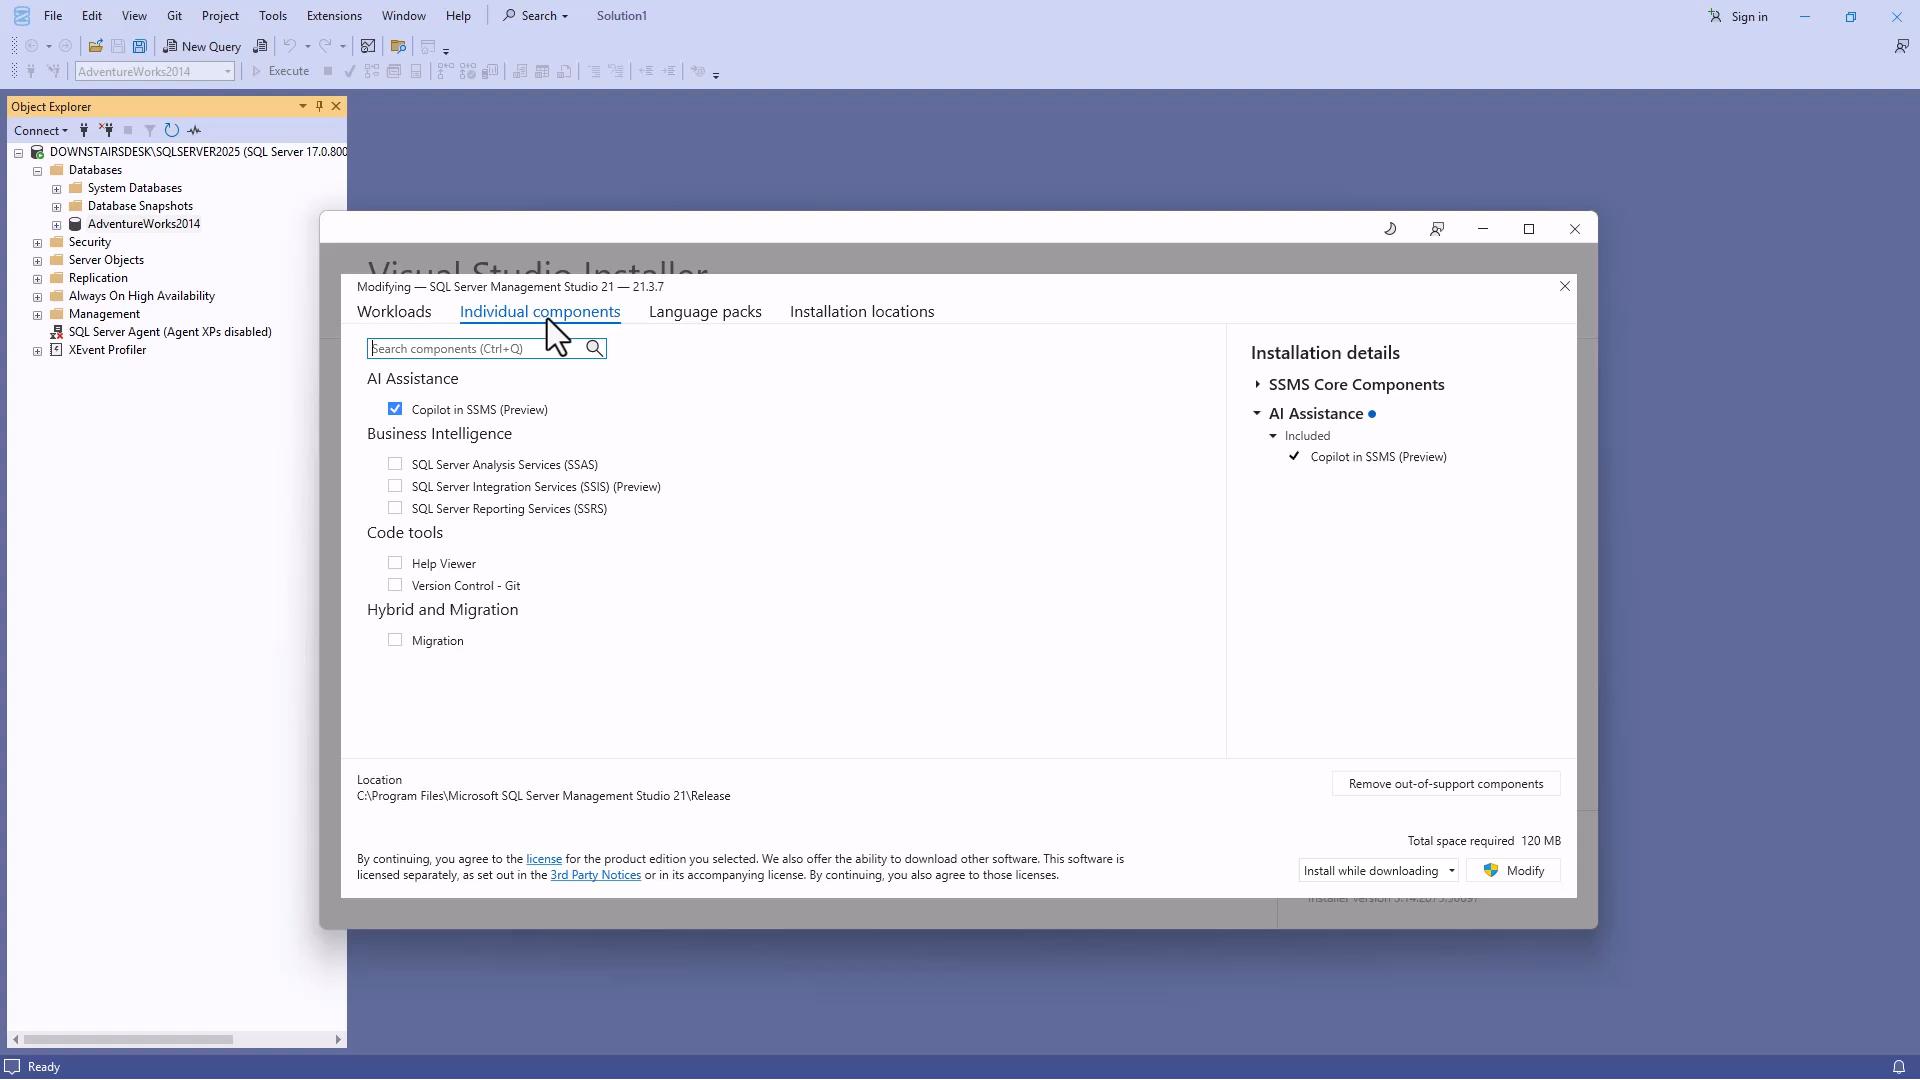 File Edit View Git Project Tools Extensions Window Help Search Solution1 Sign in
New Query
AdventureWorks2014 Execute
Object Explorer
Connect
DOWNSTAIRSDESK\SQLSERVER2025 (SQL Server 17.0.800
Databases
System Databases
Database Snapshots
AdventureWorks2014
Security
Server Objects
Replication
Always On High Availability
Management
SQL Server Agent (Agent XPs disabled)
XEvent Profiler
Visual Studio Installer
Modifying — SQL Server Management Studio 21 — 21.3.7
Workloads Individual components Language packs Installation locations
Search components (Ctrl+Q)
AI Assistance
Copilot in SSMS (Preview)
Business Intelligence
SQL Server Analysis Services (SSAS)
SQL Server Integration Services (SSIS) (Preview)
SQL Server Reporting Services (SSRS)
Code tools
Help Viewer
Version Control - Git
Hybrid and Migration
Migration
Installation details
SSMS Core Components
AI Assistance
Included
Copilot in SSMS (Preview)
Location
C:\Program Files\Microsoft SQL Server Management Studio 21\Release
Remove out-of-support components
Total space required 120 MB
By continuing, you agree to the license for the product edition you selected. We also offer the ability to download other software. This software is
licensed separately, as set out in the 3rd Party Notices or in its accompanying license. By continuing, you also agree to those licenses.
Install while downloading Modify
Installer version
Ready